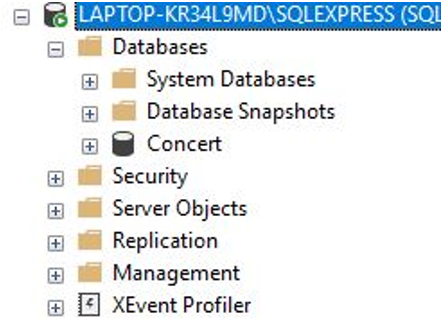 LAPTOP-KR34L9MD\SQLEXPRESS (SQL
Databases
System Databases
Database Snapshots
Concert
Security
Server Objects
Replication
Management
XEvent Profiler